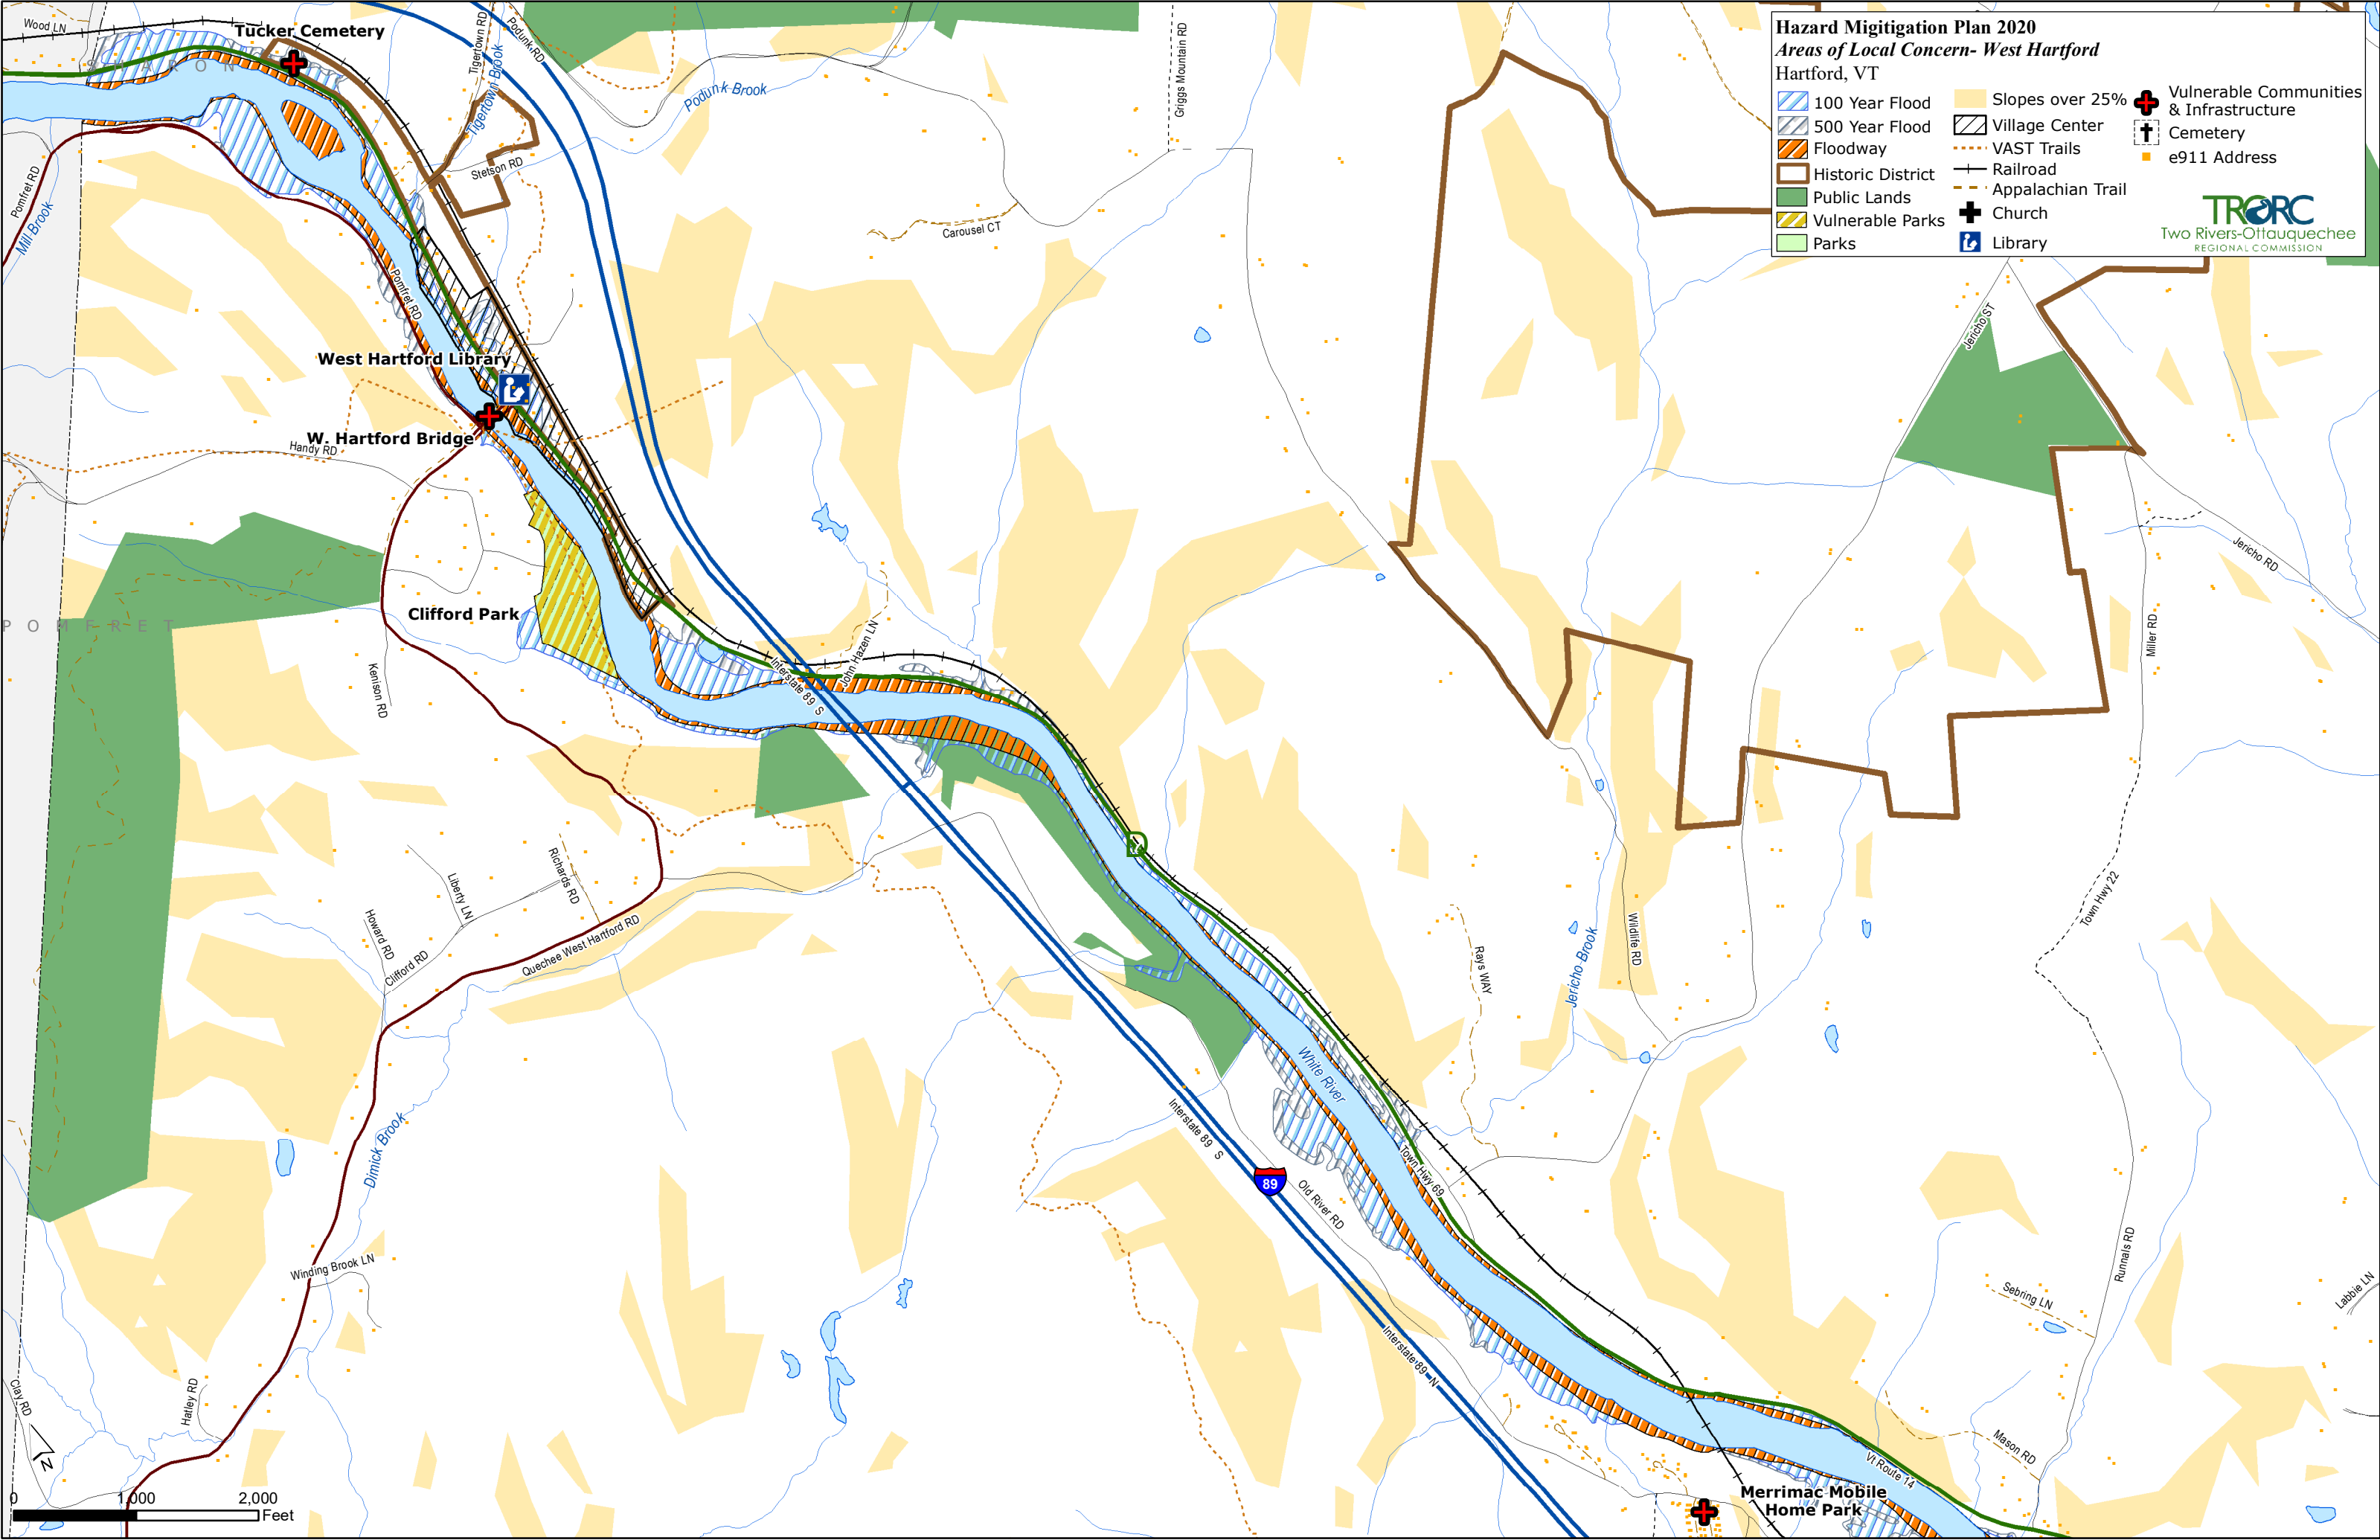 Hazard Migitigation Plan 2020
Areas of Local Concern- West Hartford
Hartford, VT
100 Year Flood
500 Year Flood
Floodway
Historic District
Public Lands
Vulnerable Parks
Parks
Slopes over 25%
Village Center
VAST Trails
Railroad
Appalachian Trail
Church
Library
Vulnerable Communities
& Infrastructure
Cemetery
e911 Address
TRORC
Two Rivers-Ottauquechee
REGIONAL COMMISSION
Wood LN
Tucker Cemetery
SHARON
Tigertown RD
Podunk RD
Tigertown Brook
Podunk Brook
Griggs Mountain RD
Stetson RD
Pomfret RD
Mill Brook
Carousel CT
Pomfret RD
Jericho ST
West Hartford Library
W. Hartford Bridge
Handy RD
Jericho RD
Clifford Park
POMFRET
Miller RD
John Hazen LN
Interstate 89 S
Kenison RD
Richards RD
Liberty LN
Howard RD
Clifford RD
Quechee West Hartford RD
Town Hwy 22
Wildlife RD
Rays WAY
Jericho Brook
White River
Dimick Brook
Interstate 89 S
89
Old River RD
Town Hwy 69
Winding Brook LN
Runnals RD
Sebring LN
Labbie LN
Interstate 89 N
Hatley RD
Clay RD
Mason RD
Vt Route 14
Merrimac Mobile
Home Park
N
0 1,000 2,000
Feet